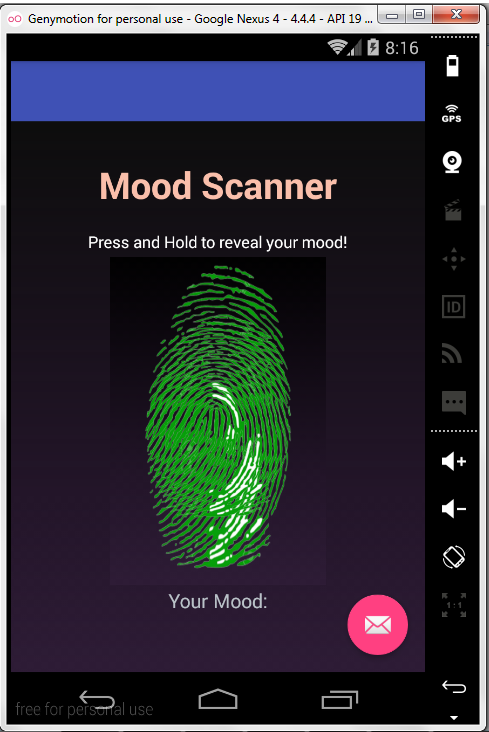 Genymotion for personal use - Google Nexus 4 - 4.4.4 - API 19 ...
8:16
GPS
Mood Scanner
Press and Hold to reveal your mood!
ID
Your Mood:
1:1
free for personal use